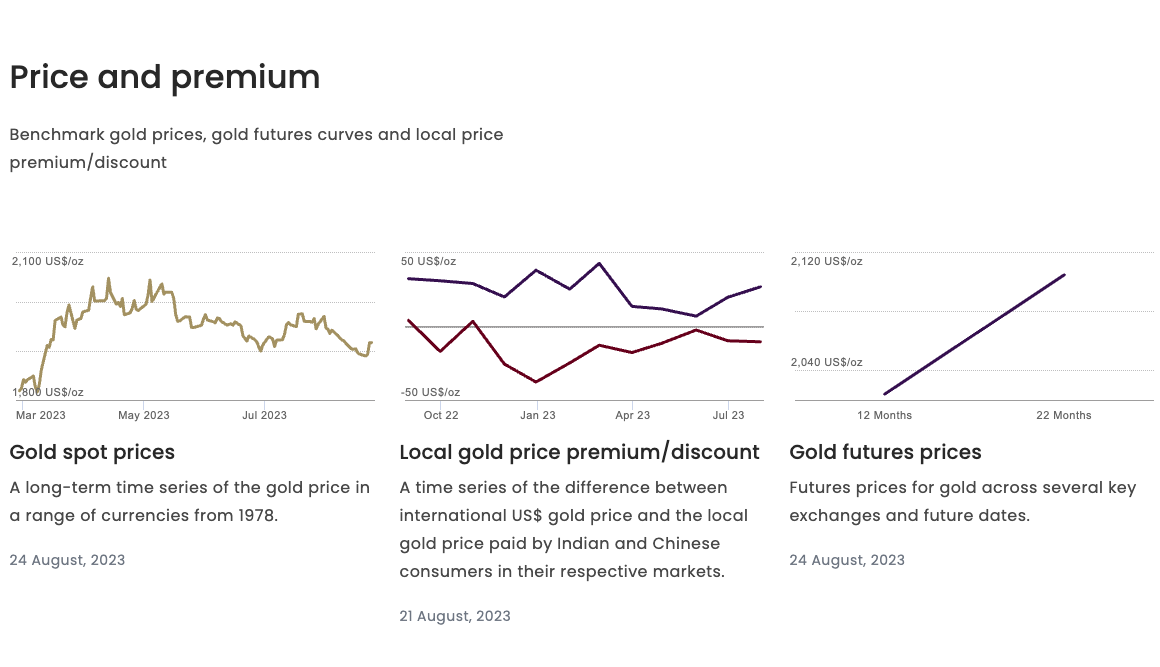 Price and premium
Benchmark gold prices, gold futures curves and local price
premium/discount
2,100 US$/oz
1,800 US$/oz
Mar 2023 May 2023 Jul 2023
Gold spot prices
A long-term time series of the gold price in
a range of currencies from 1978.
24 August, 2023
50 US$/oz
-50 US$/oz
Oct 22 Jan 23 Apr 23 Jul 23
Local gold price premium/discount
A time series of the difference between
international US$ gold price and the local
gold price paid by Indian and Chinese
consumers in their respective markets.
21 August, 2023
2,120 US$/oz
2,040 US$/oz
12 Months 22 Months
Gold futures prices
Futures prices for gold across several key
exchanges and future dates.
24 August, 2023